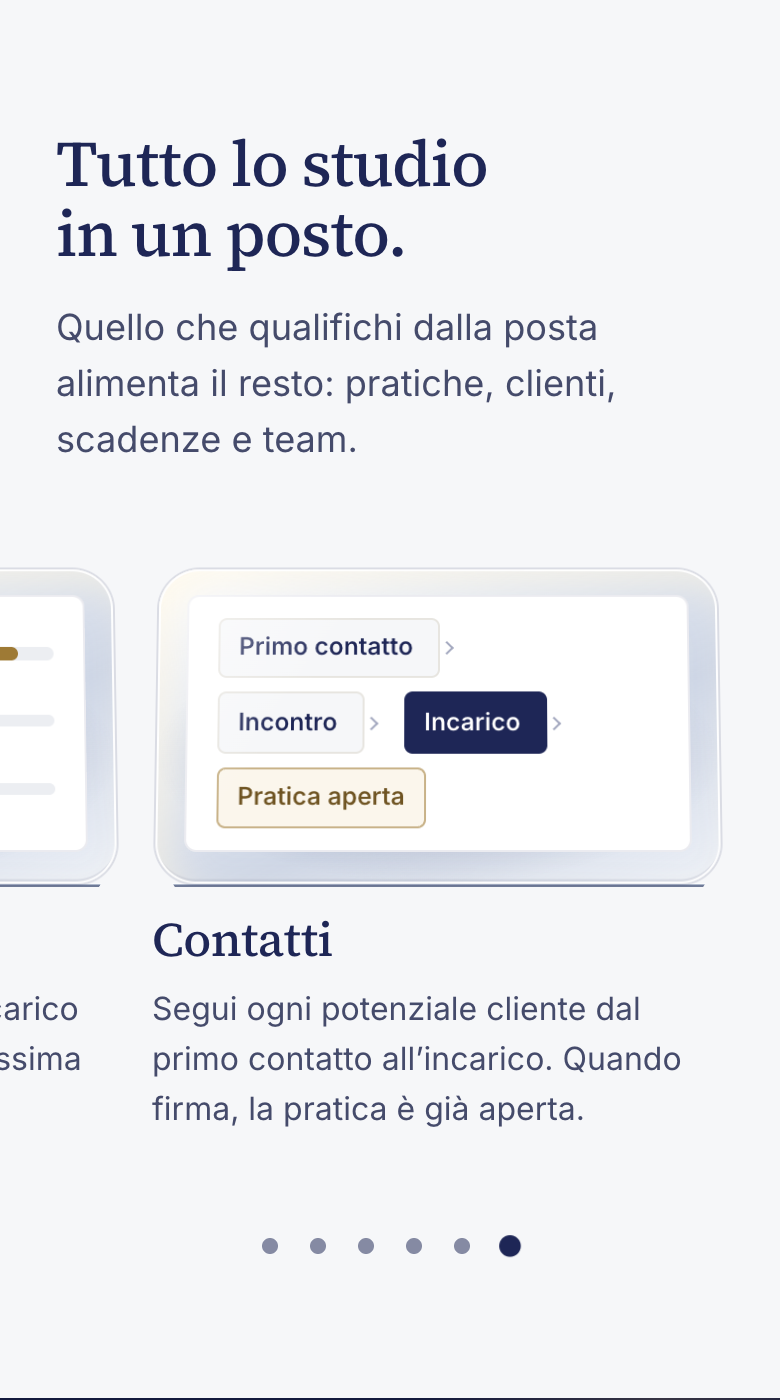 Tutto lo studio
in un posto.
Quello che qualifichi dalla posta
alimenta il resto: pratiche, clienti,
scadenze e team.
Primo contatto ›
Incontro › Incarico ›
Pratica aperta
Contatti
Segui ogni potenziale cliente dal
primo contatto all’incarico. Quando
firma, la pratica è già aperta.